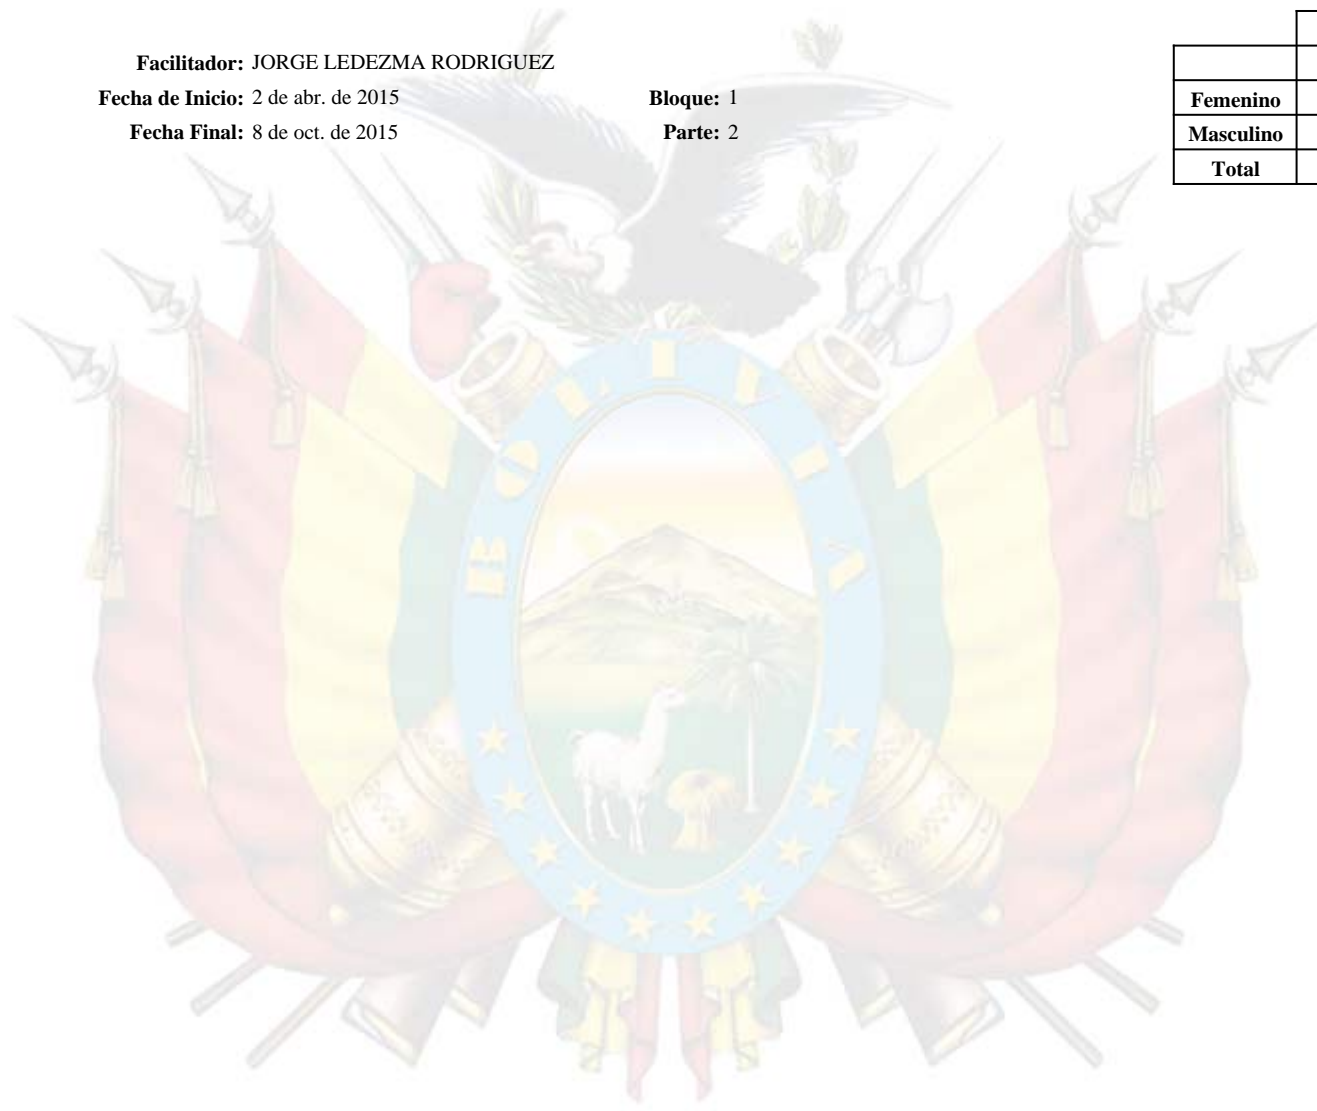 Facilitador: JORGE LEDEZMA RODRIGUEZ
Fecha de Inicio: 2 de abr. de 2015 Bloque: 1
Fecha Final: 8 de oct. de 2015 Parte: 2
Femenino
Masculino
Total
BOLIVIA